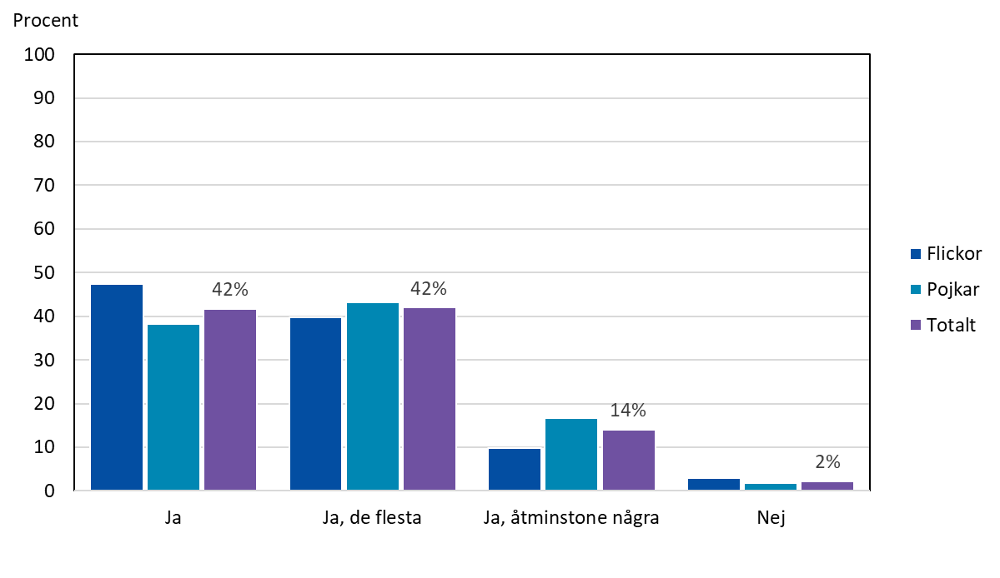 Procent
100
90
80
70
60
50
40
30
20
10
0
42%
42%
14%
2%
Ja
Ja, de flesta
Ja, åtminstone några
Nej
Flickor
Pojkar
Totalt